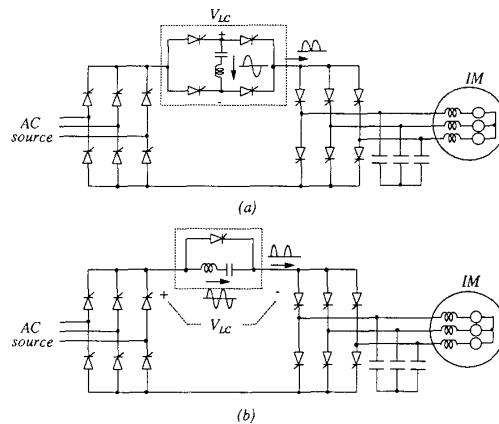 V_LC
+
-
IM
AC
source
(a)
IM
+
-
V_LC
AC
source
(b)